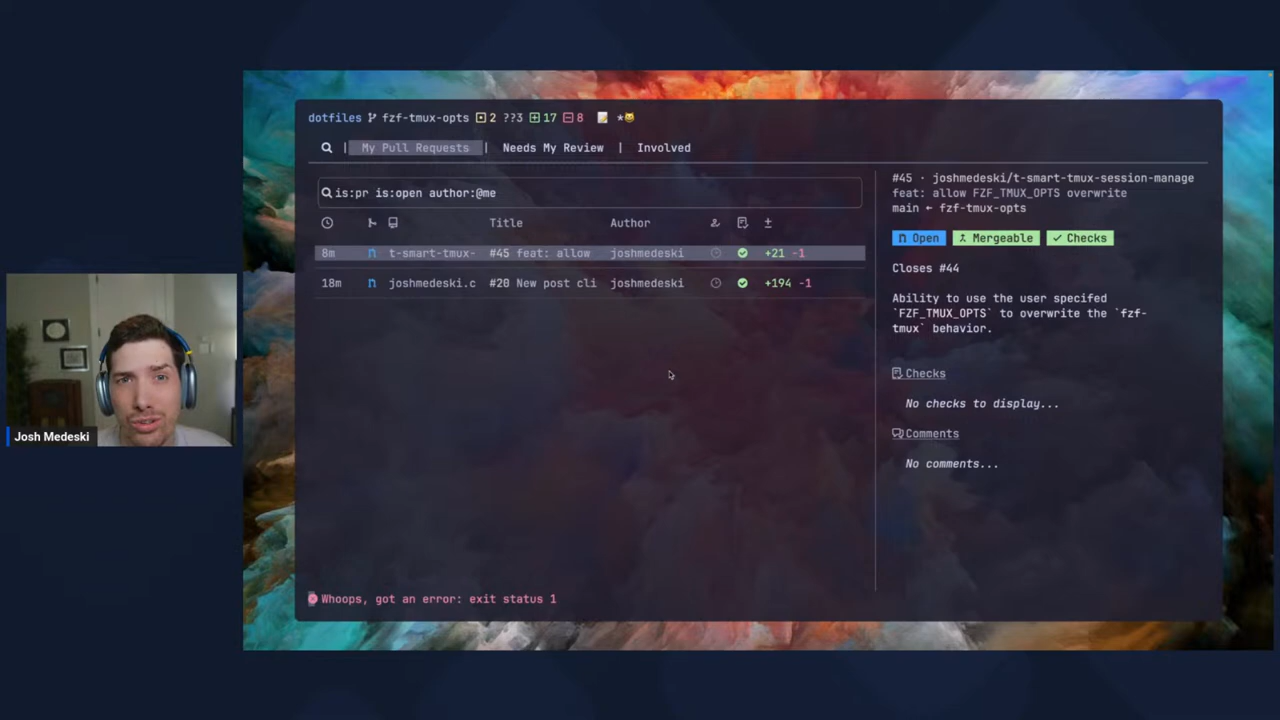 dotfiles fzf-tmux-opts 2 ??3 17 8
My Pull Requests | Needs My Review | Involved
is:pr is:open author:@me
Title Author
8m t-smart-tmux- #45 feat: allow joshmedeski +21 -1
18m joshmedeski.c #20 New post cli joshmedeski +194 -1
Whoops, got an error: exit status 1
#45 · joshmedeski/t-smart-tmux-session-manage
feat: allow FZF_TMUX_OPTS overwrite
main ← fzf-tmux-opts
Open Mergeable ✓ Checks
Closes #44
Ability to use the user specifed
`FZF_TMUX_OPTS` to overwrite the `fzf-
tmux` behavior.
Checks
No checks to display...
Comments
No comments...
Josh Medeski